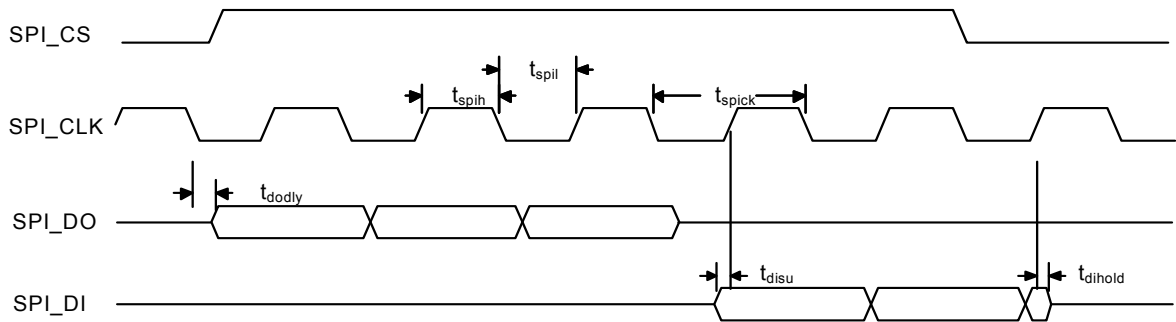 SPI_CS
t_spil
t_spih
t_spick
SPI_CLK
t_dodly
SPI_DO
t_disu
t_dihold
SPI_DI